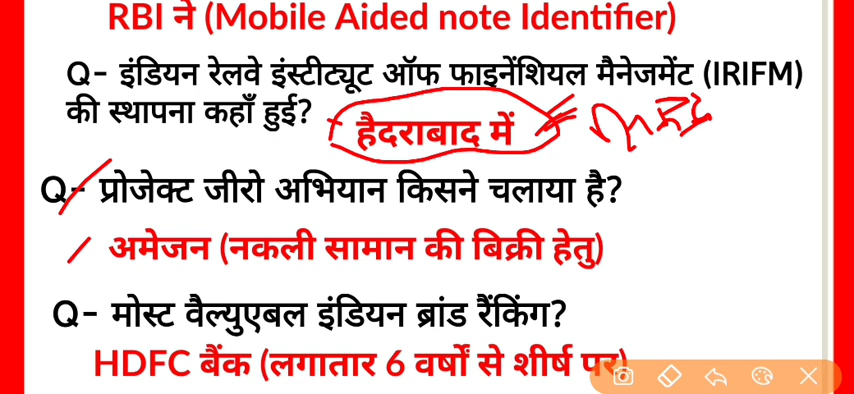 RBI ने (Mobile Aided note Identifier)
Q- इंडियन रेलवे इंस्टीट्यूट ऑफ फाइनेंशियल मैनेजमेंट (IRIFM)
की स्थापना कहाँ हुई?
हैदराबाद में
Q- प्रोजेक्ट जीरो अभियान किसने चलाया है?
अमेजन (नकली सामान की बिक्री हेतु)
Q- मोस्ट वैल्युएबल इंडियन ब्रांड रैंकिंग?
HDFC बैंक (लगातार 6 वर्षों से शीर्ष पर)